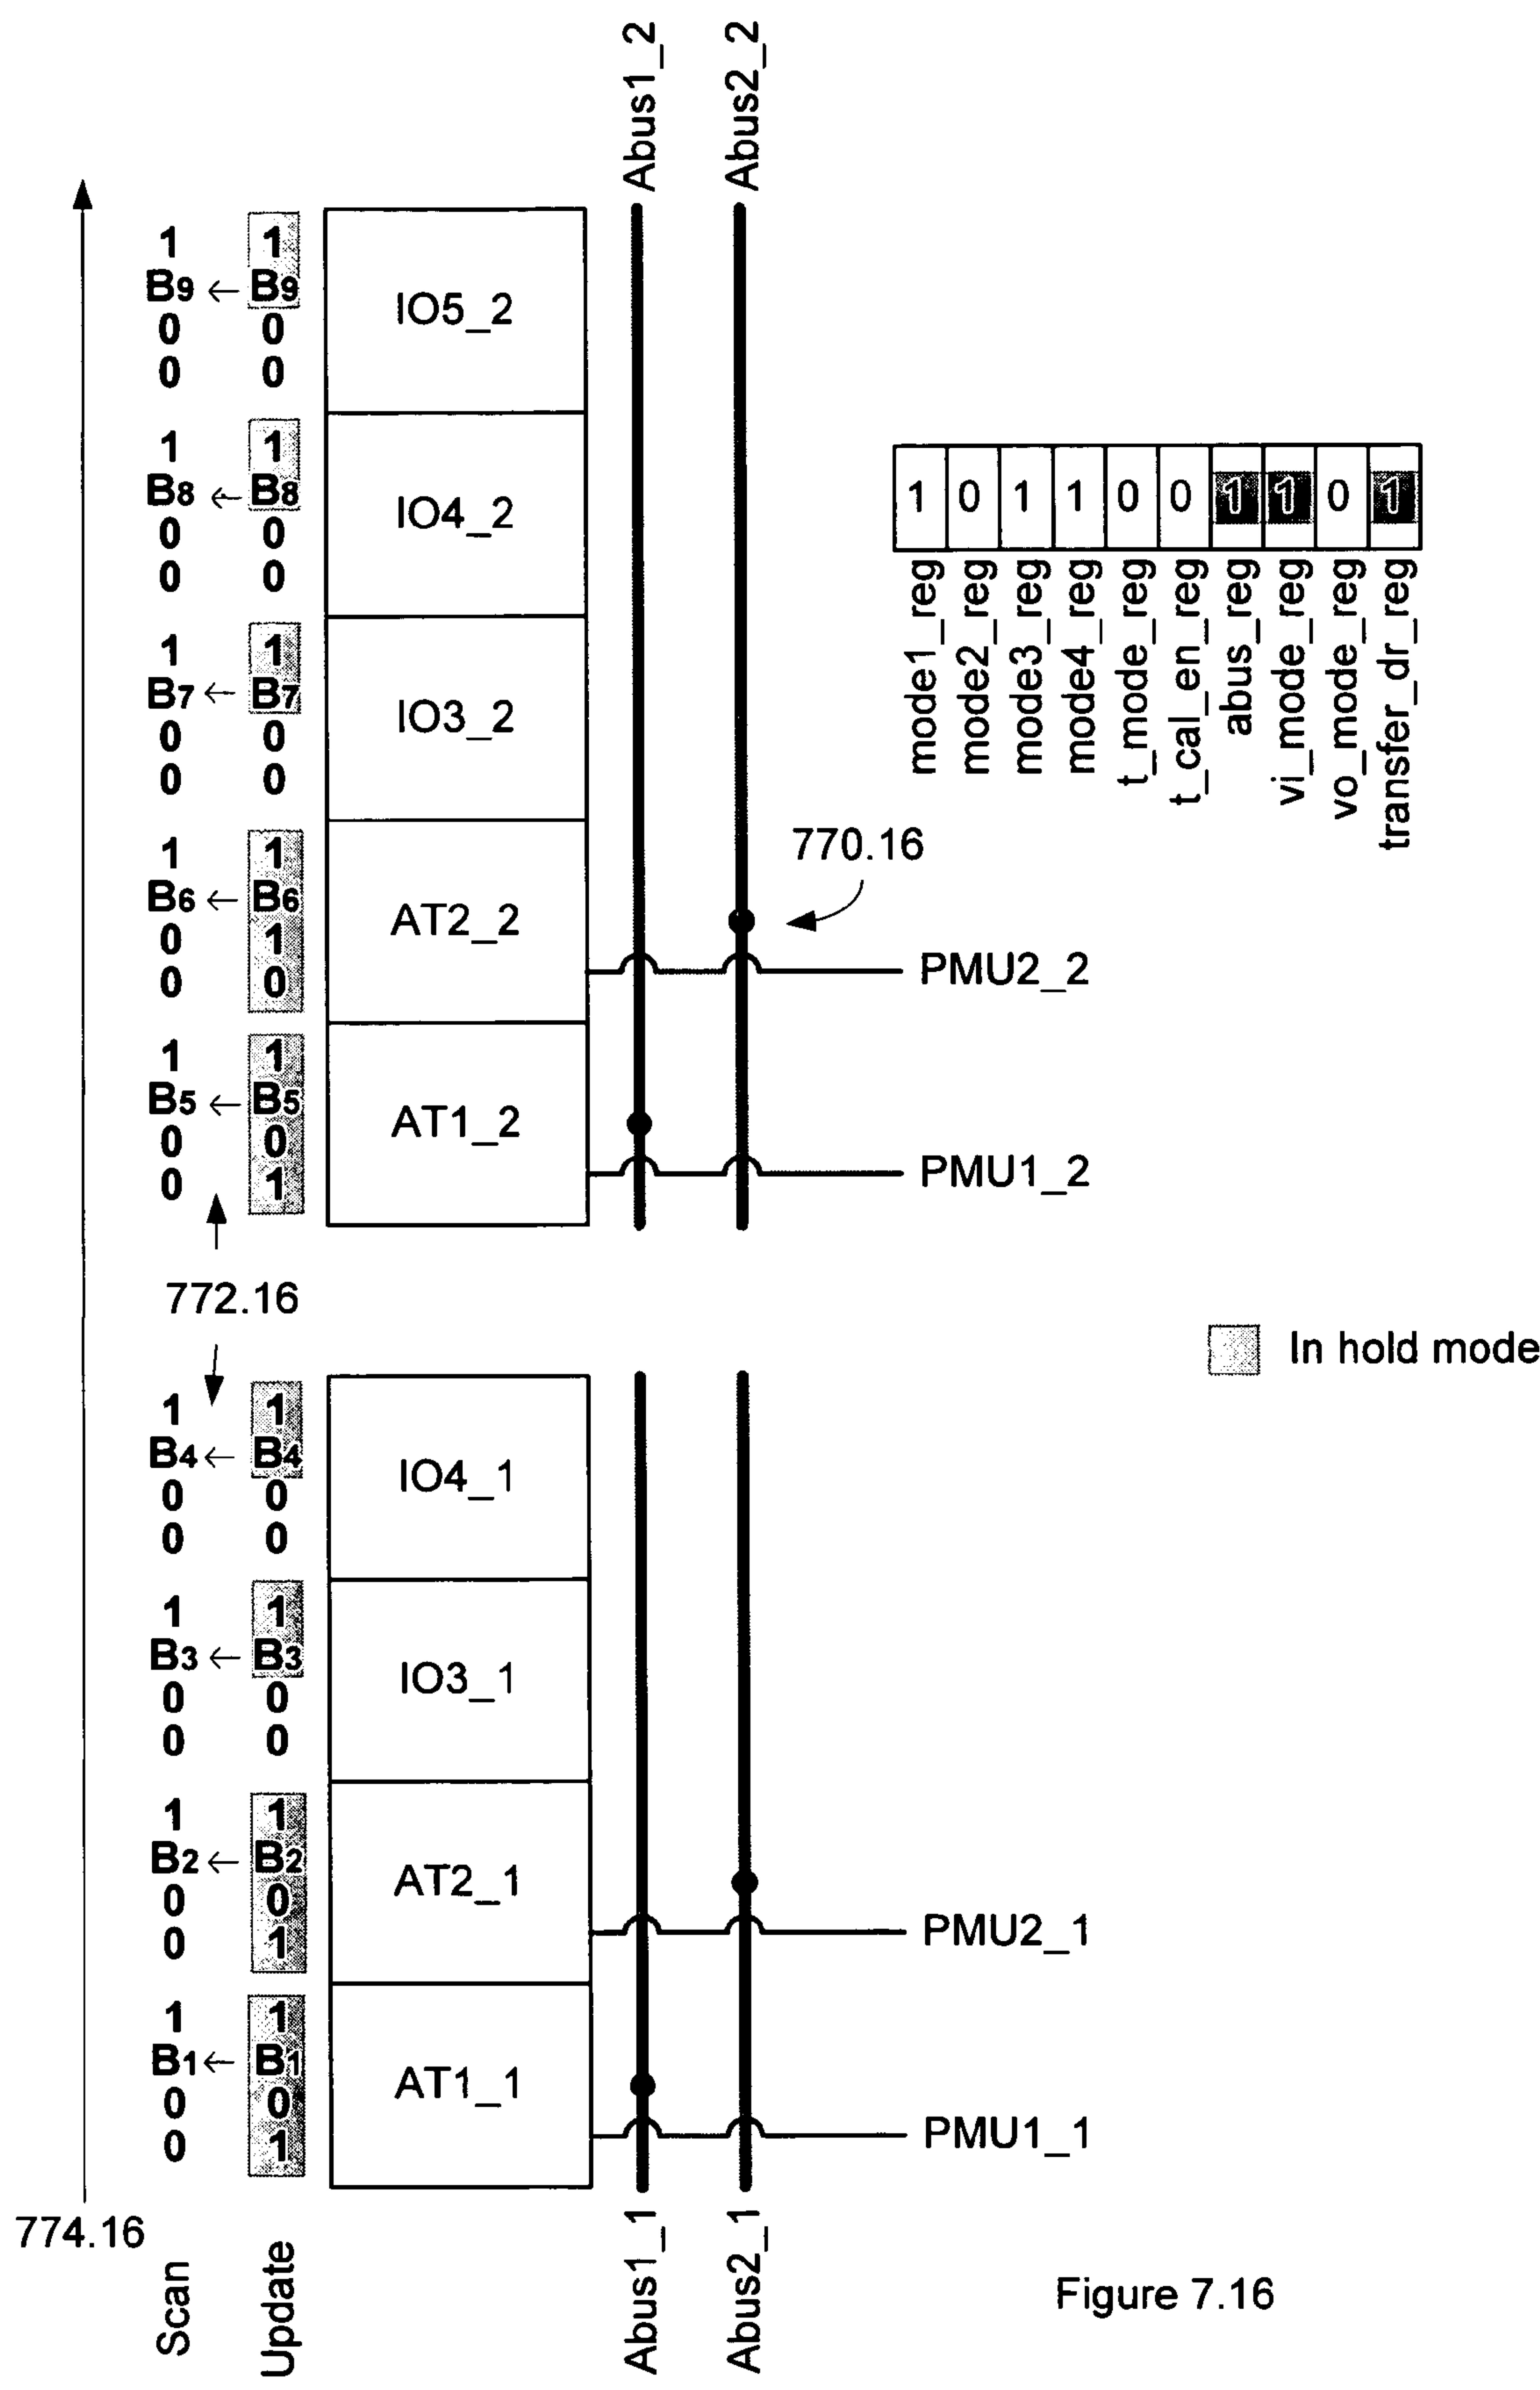 Abus1_2
Abus2_2
1 1
B9 ← B9
0 0
0 0
IO5_2
1 1
B8 ← B8
0 0
0 0
IO4_2
1 0 1 1 0 0 1 1 0 1
mode1_reg
mode2_reg
mode3_reg
mode4_reg
t_mode_reg
t_cal_en_reg
abus_reg
vi_mode_reg
vo_mode_reg
transfer_dr_reg
1 1
B7 ← B7
0 0
0 0
IO3_2
770.16
1 1
B6 ← B6
0 1
0 0
AT2_2
PMU2_2
1 1
B5 ← B5
0 0
0 1
AT1_2
PMU1_2
772.16
In hold mode
1 1
B4 ← B4
0 0
0 0
IO4_1
1 1
B3 ← B3
0 0
0 0
IO3_1
1 1
B2 ← B2
0 0
0 1
AT2_1
PMU2_1
1 1
B1 ← B1
0 0
0 1
AT1_1
PMU1_1
774.16
Scan
Update
Abus1_1
Abus2_1
Figure 7.16